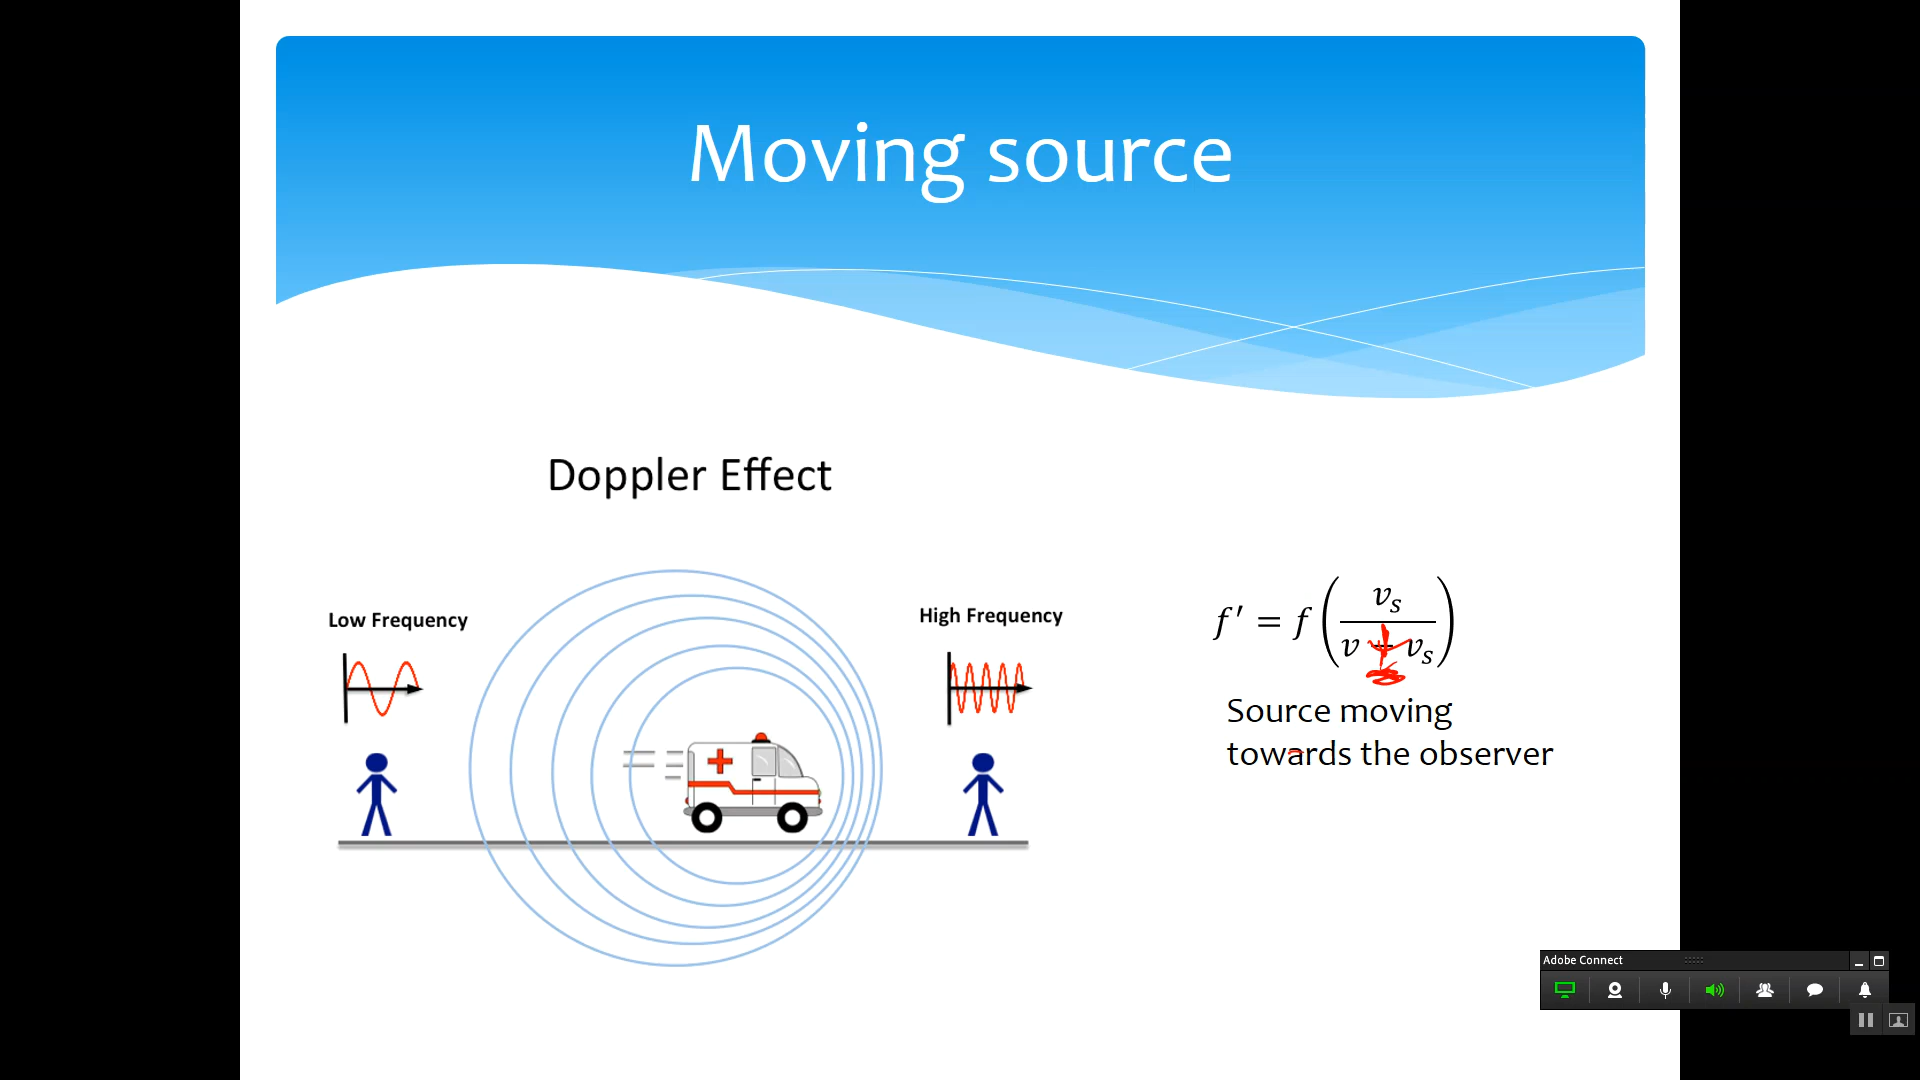 Moving source
Doppler Effect
Low Frequency
High Frequency
f' = f (v_s / (v + v_s))
Source moving
towards the observer
Adobe Connect